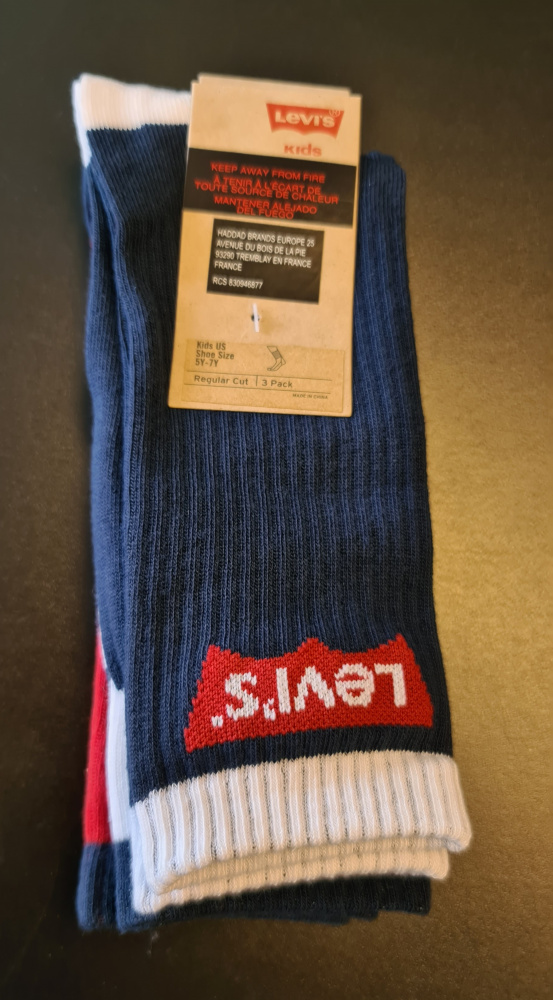 Levi's
Kids
KEEP AWAY FROM FIRE
À TENIR À L'ÉCART DE
TOUTE SOURCE DE CHALEUR
MANTENER ALEJADO
DEL FUEGO
HADDAD BRANDS EUROPE 25
AVENUE DU BOIS DE LA PIE
93290 TREMBLAY EN FRANCE
FRANCE
RCS 830946877
Kids US
Shoe Size
5Y-7Y
Regular Cut | 3 Pack
MADE IN CHINA
Levi's